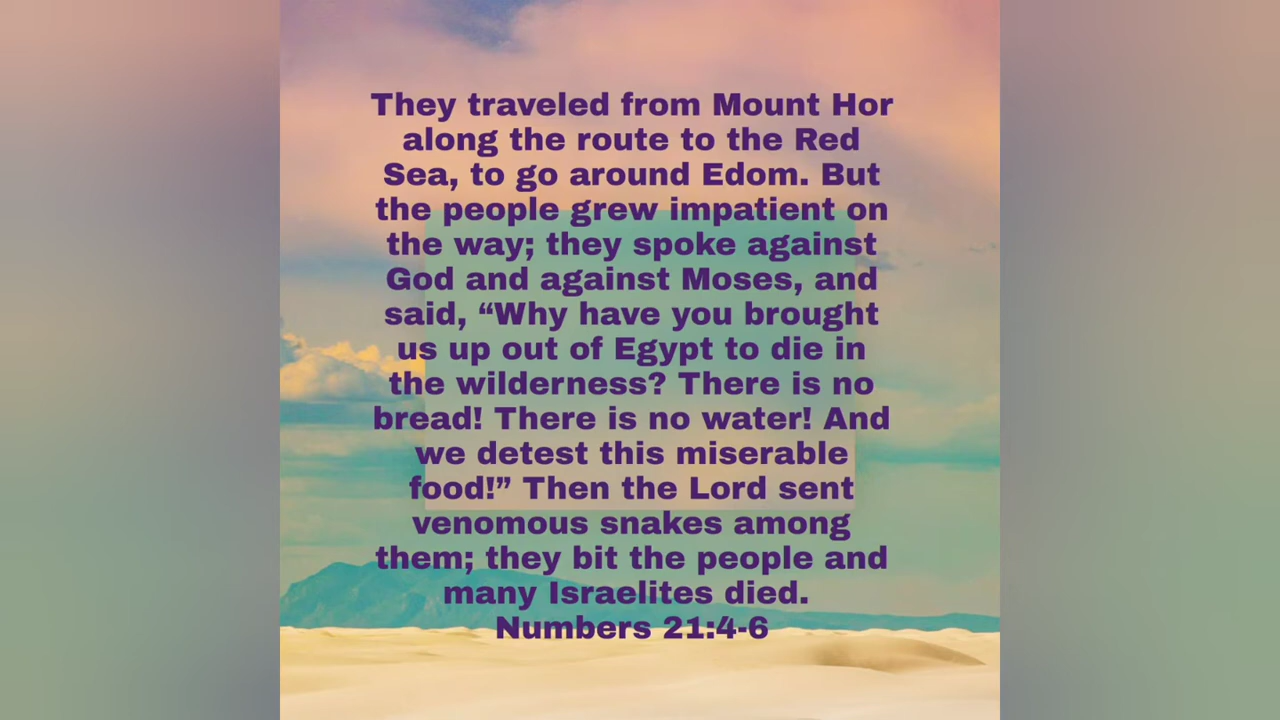 They traveled from Mount Hor
along the route to the Red
Sea, to go around Edom. But
the people grew impatient on
the way; they spoke against
God and against Moses, and
said, “Why have you brought
us up out of Egypt to die in
the wilderness? There is no
bread! There is no water! And
we detest this miserable
food!” Then the Lord sent
venomous snakes among
them; they bit the people and
many Israelites died.
Numbers 21:4-6